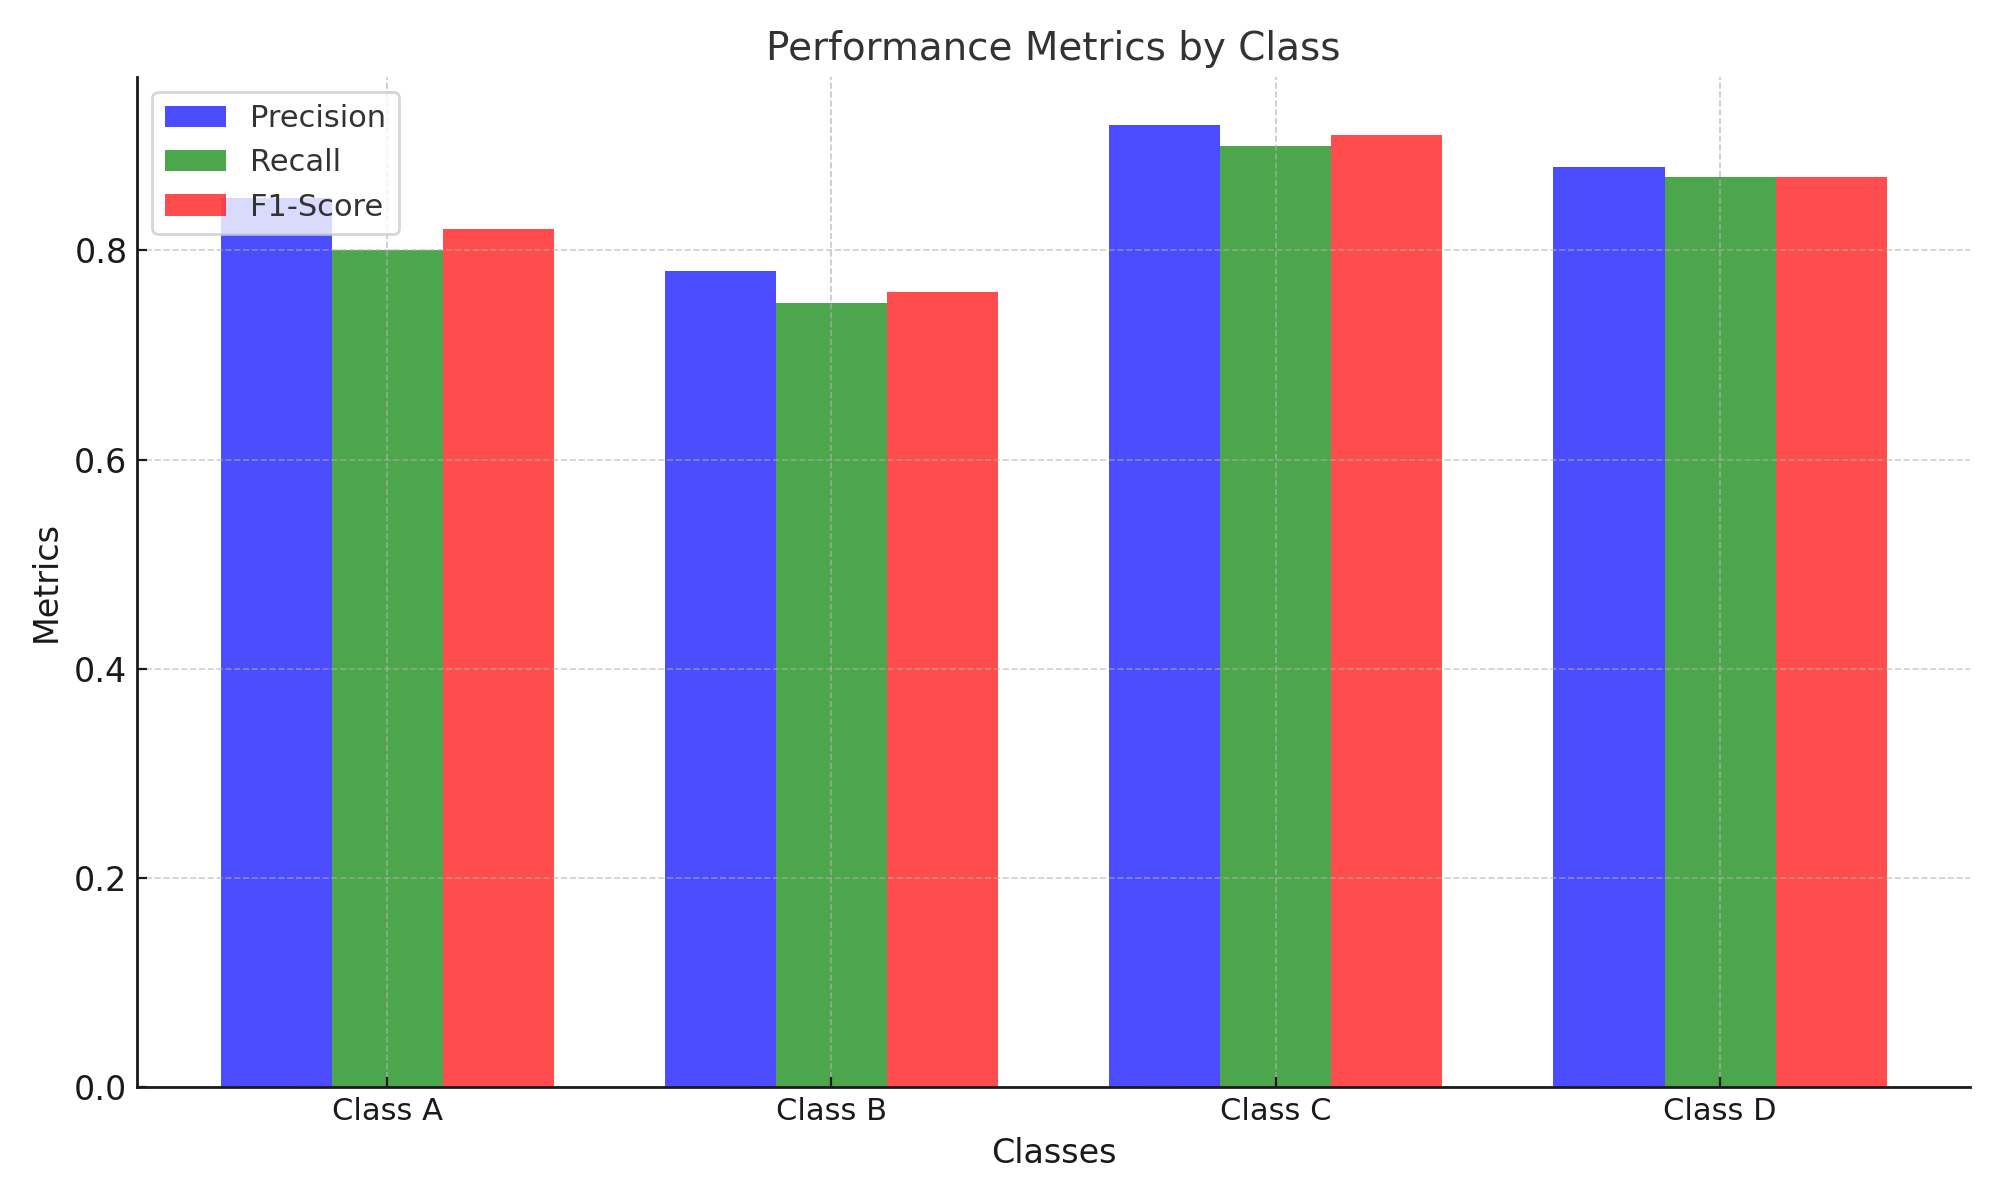 Performance Metrics by Class
Precision
Recall
F1-Score
Metrics
0.8
0.6
0.4
0.2
0.0
Class A
Class B
Class C
Class D
Classes